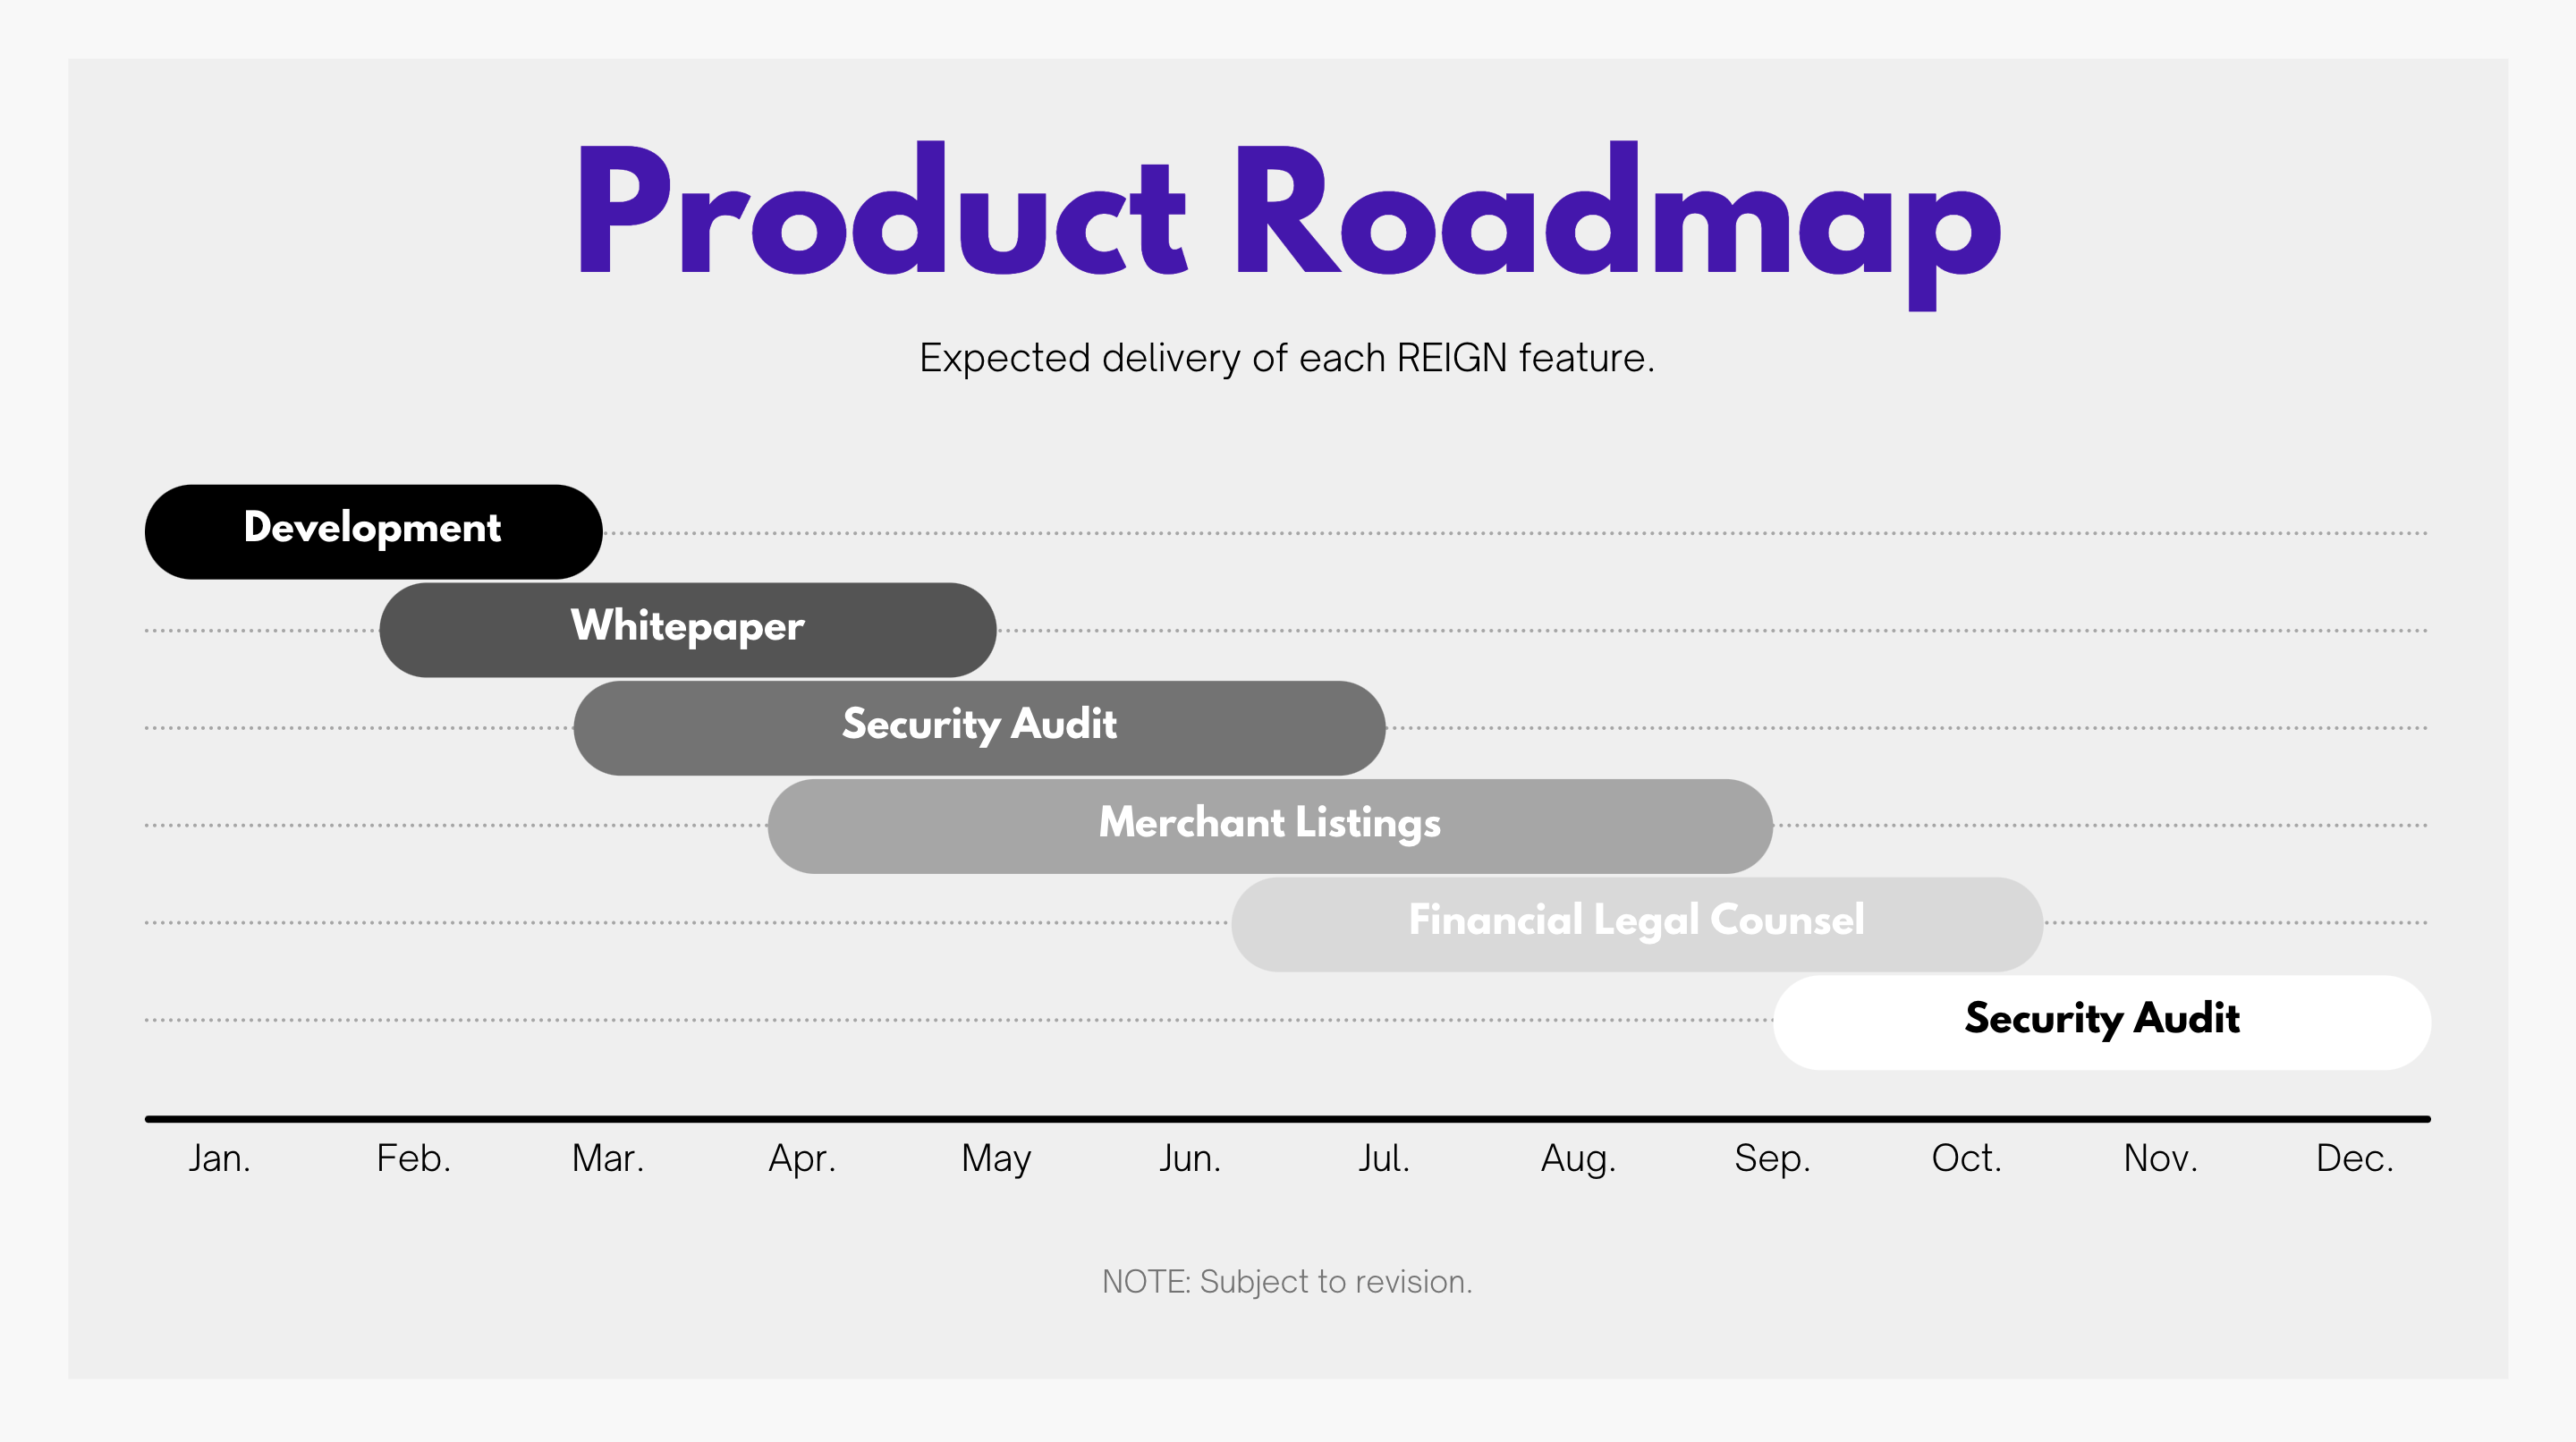 Product Roadmap
Expected delivery of each REIGN feature.
Development
Whitepaper
Security Audit
Merchant Listings
Financial Legal Counsel
Security Audit
Jan. Feb. Mar. Apr. May Jun. Jul. Aug. Sep. Oct. Nov. Dec.
NOTE: Subject to revision.